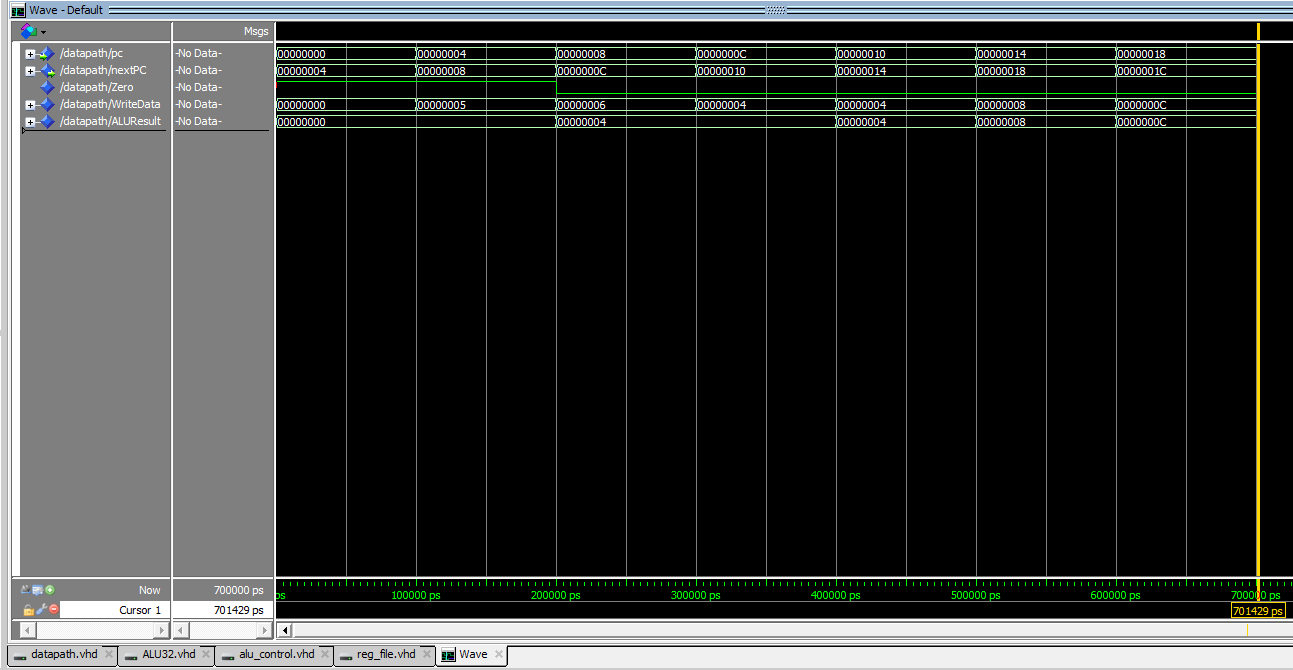 Wave - Default
Msgs
/datapath/pc -No Data- 00000000 00000004 00000008 0000000C 00000010 00000014 00000018
/datapath/nextPC -No Data- 00000004 00000008 0000000C 00000010 00000014 00000018 0000001C
/datapath/Zero -No Data-
/datapath/WriteData -No Data- 00000000 00000005 00000006 00000004 00000004 00000008 0000000C
/datapath/ALUResult -No Data- 00000000 00000004 00000004 00000008 0000000C
Now 700000 ps ps 100000 ps 200000 ps 300000 ps 400000 ps 500000 ps 600000 ps 700000 ps
Cursor 1 701429 ps 701429 ps
datapath.vhd ALU32.vhd alu_control.vhd reg_file.vhd Wave